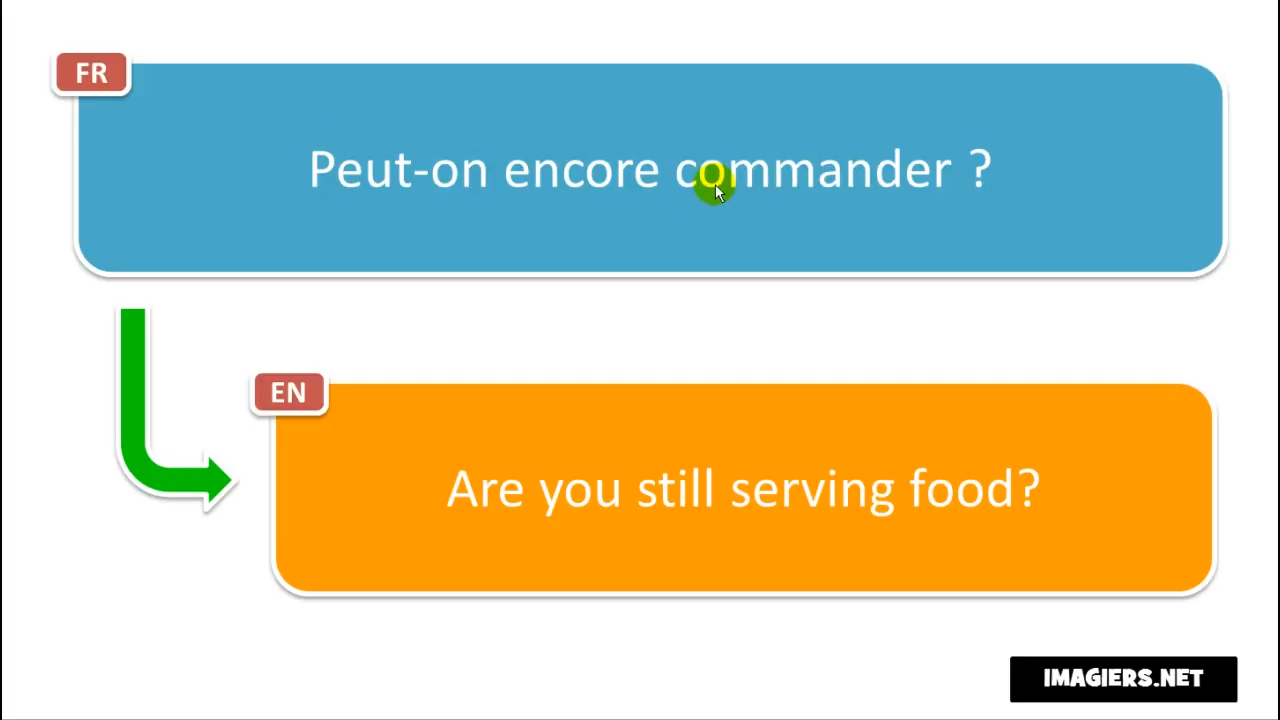 FR
Peut-on encore commander ?
EN
Are you still serving food?
IMAGIERS.NET